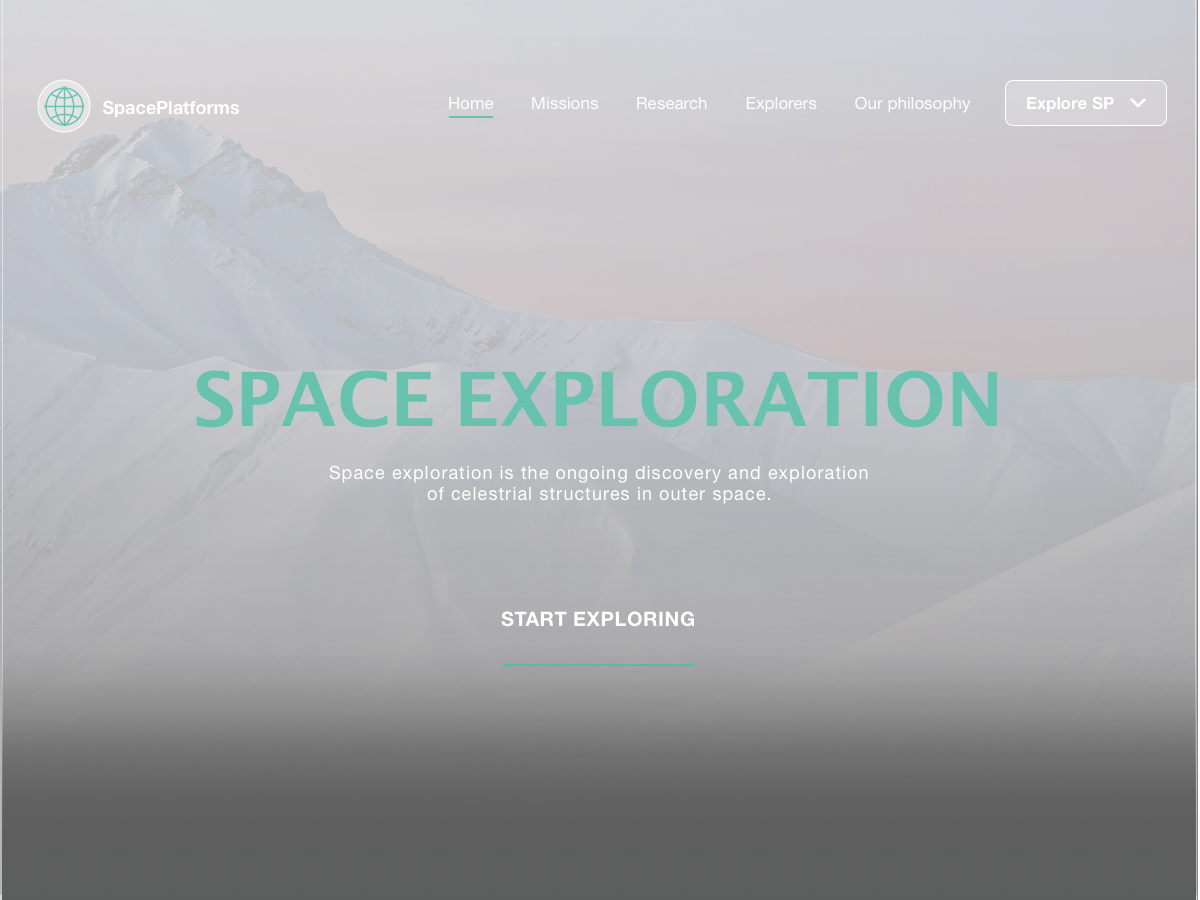 SpacePlatforms
Home Missions Research Explorers Our philosophy Explore SP
SPACE EXPLORATION
Space exploration is the ongoing discovery and exploration
of celestrial structures in outer space.
START EXPLORING